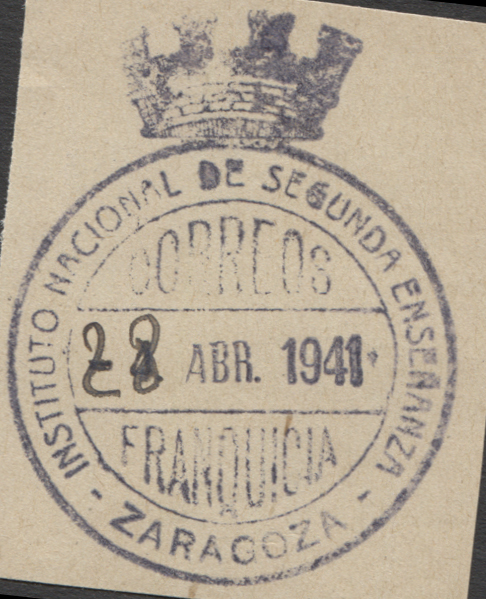 INSTITUTO NACIONAL DE SEGUNDA ENSEÑANZA
CORREOS
28 ABR. 1941
FRANQUICIA
- ZARAGOZA -